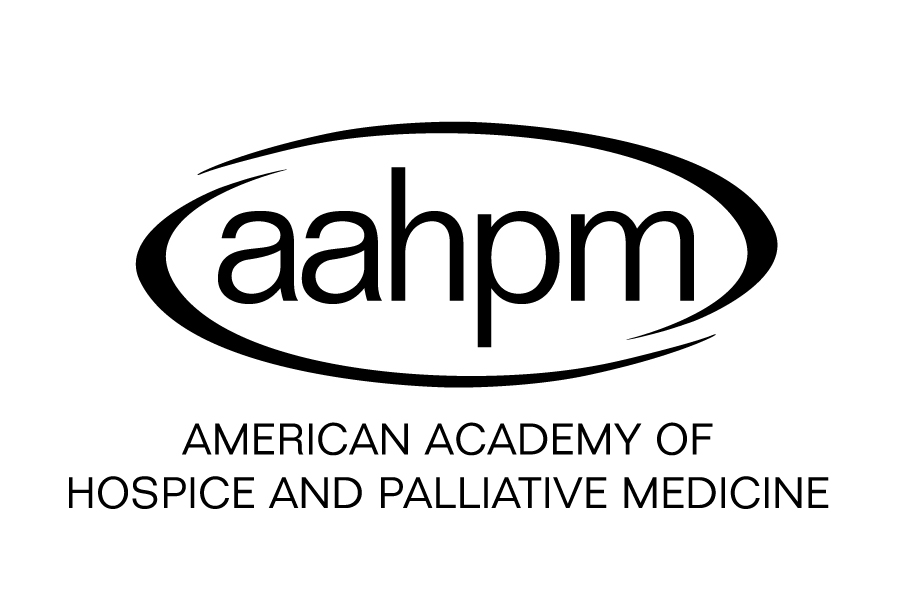 aahpm
AMERICAN ACADEMY OF
HOSPICE AND PALLIATIVE MEDICINE